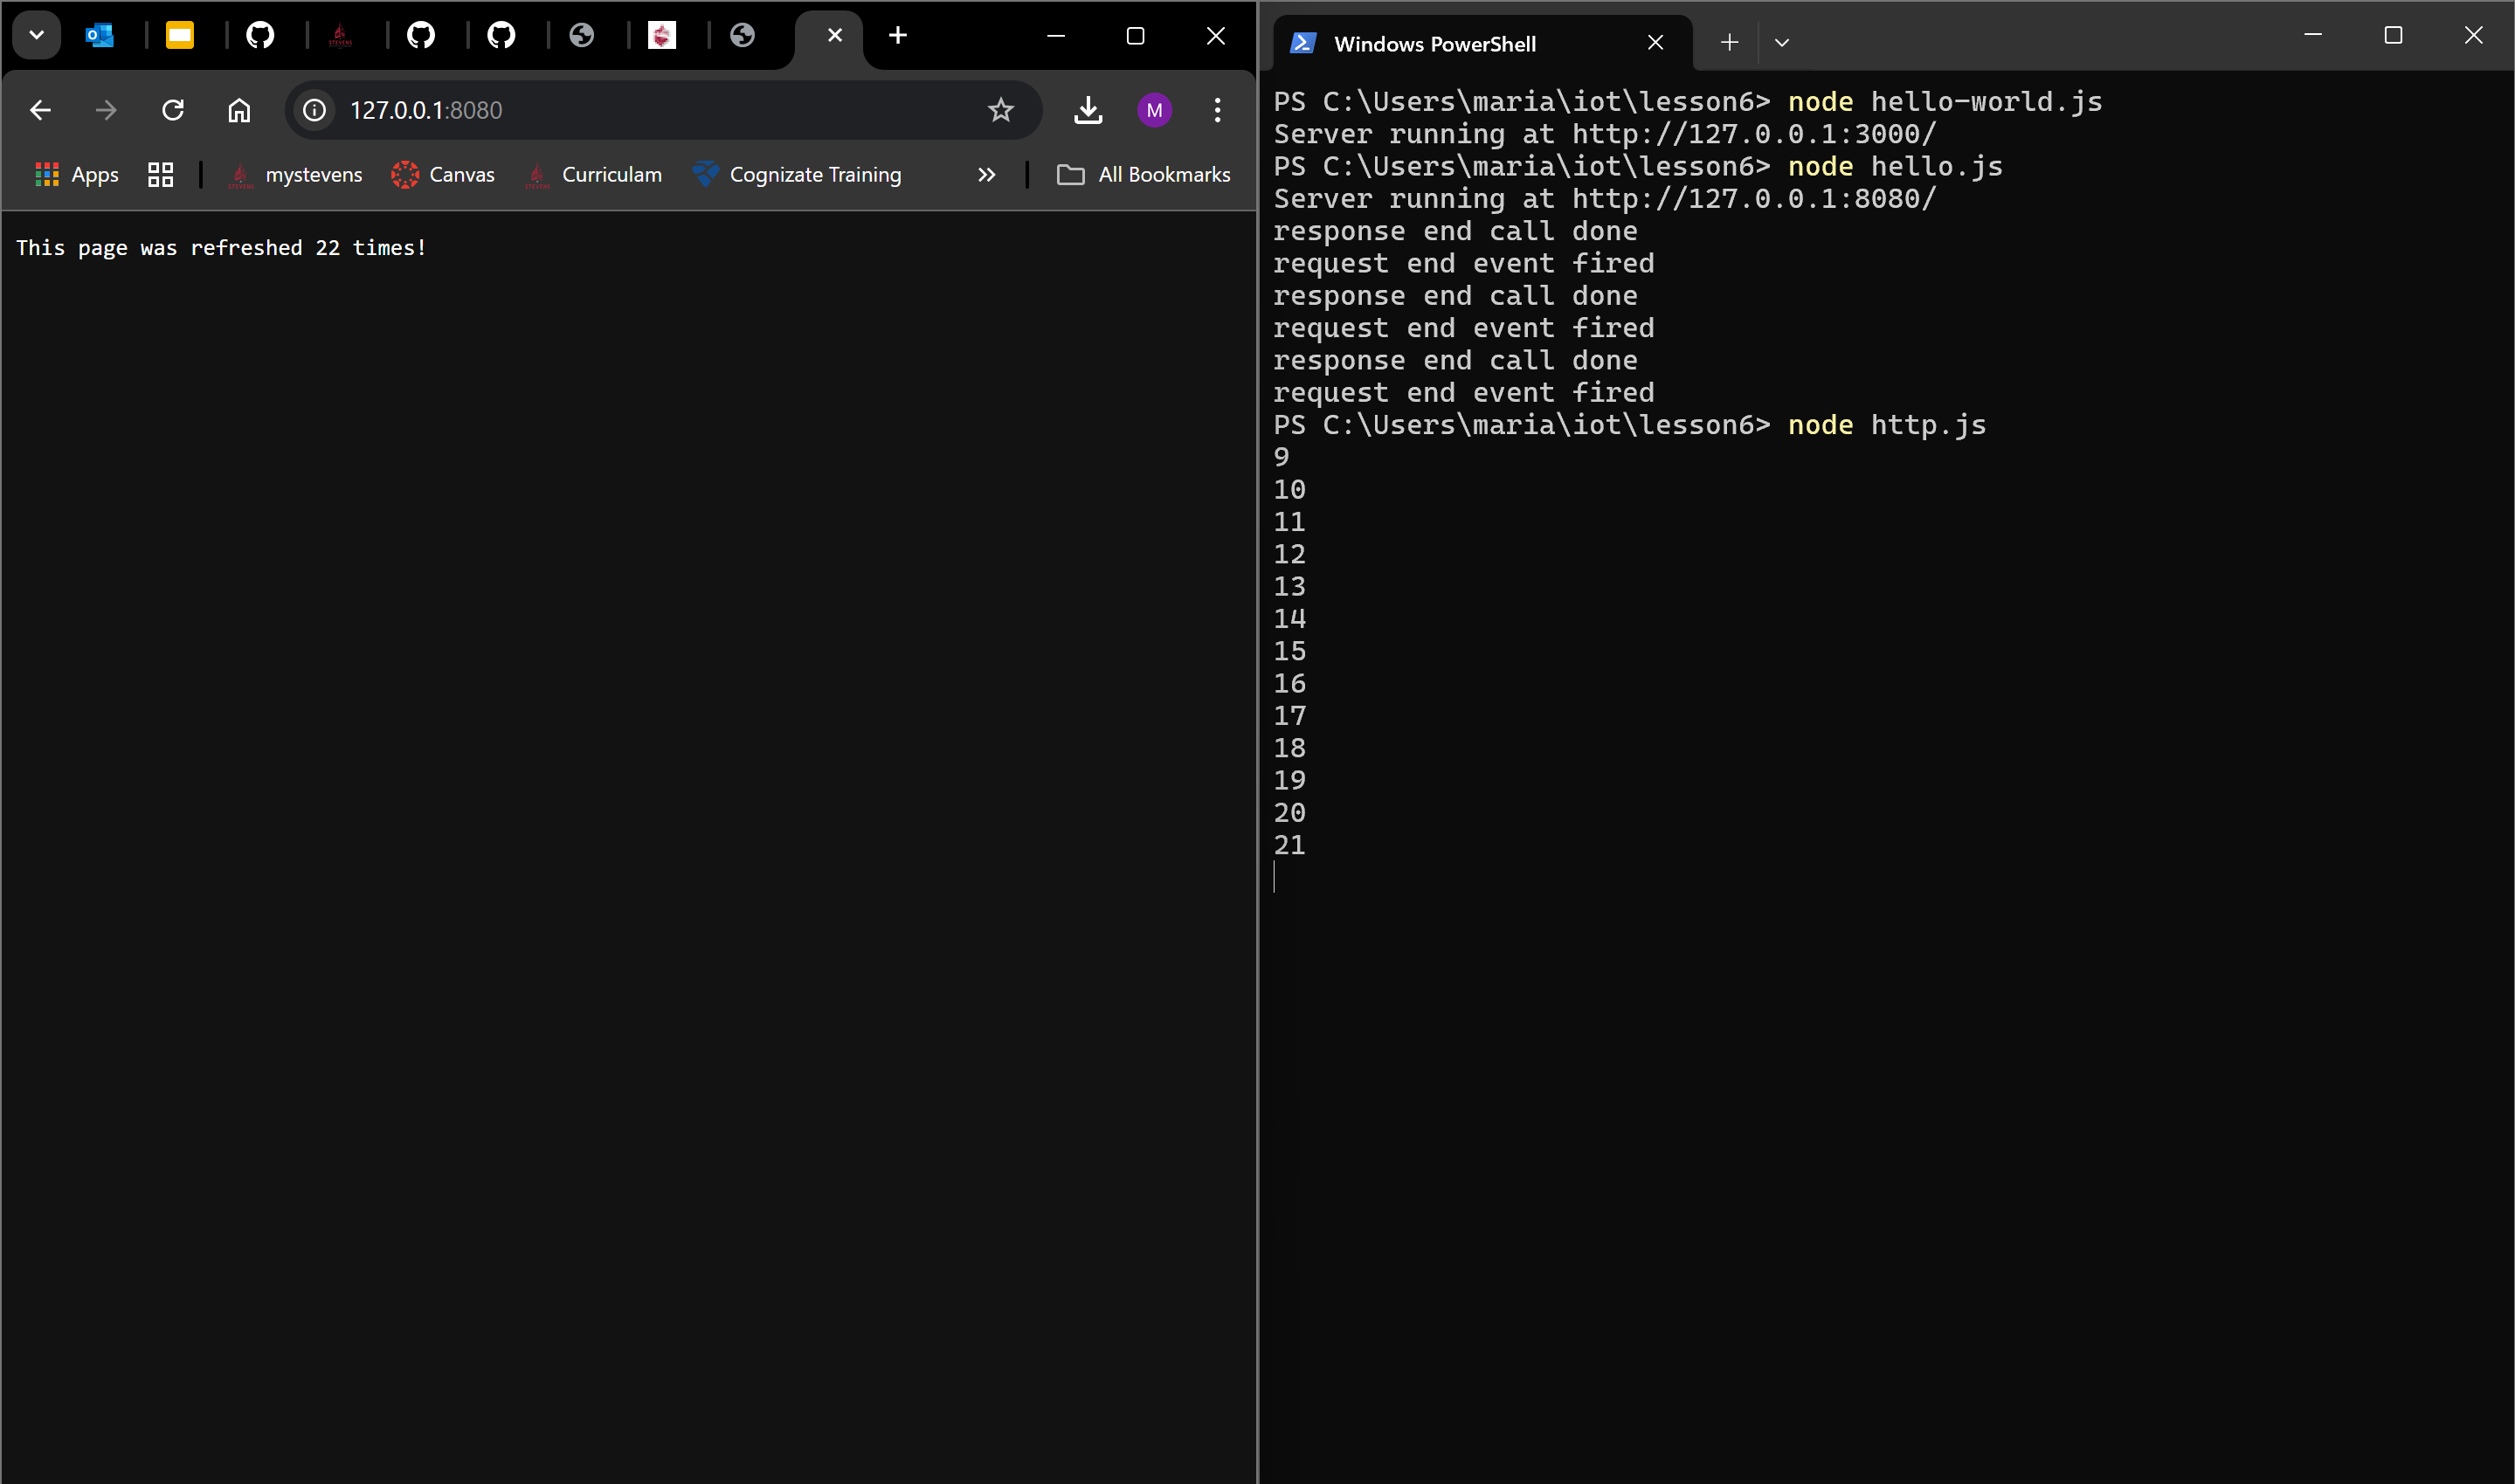 127.0.0.1:8080
M
Apps
mystevens
Canvas
Curriculam
Cognizate Training
All Bookmarks
This page was refreshed 22 times!
Windows PowerShell
PS C:\Users\maria\iot\lesson6> node hello-world.js
Server running at http://127.0.0.1:3000/
PS C:\Users\maria\iot\lesson6> node hello.js
Server running at http://127.0.0.1:8080/
response end call done
request end event fired
response end call done
request end event fired
response end call done
request end event fired
PS C:\Users\maria\iot\lesson6> node http.js
9
10
11
12
13
14
15
16
17
18
19
20
21